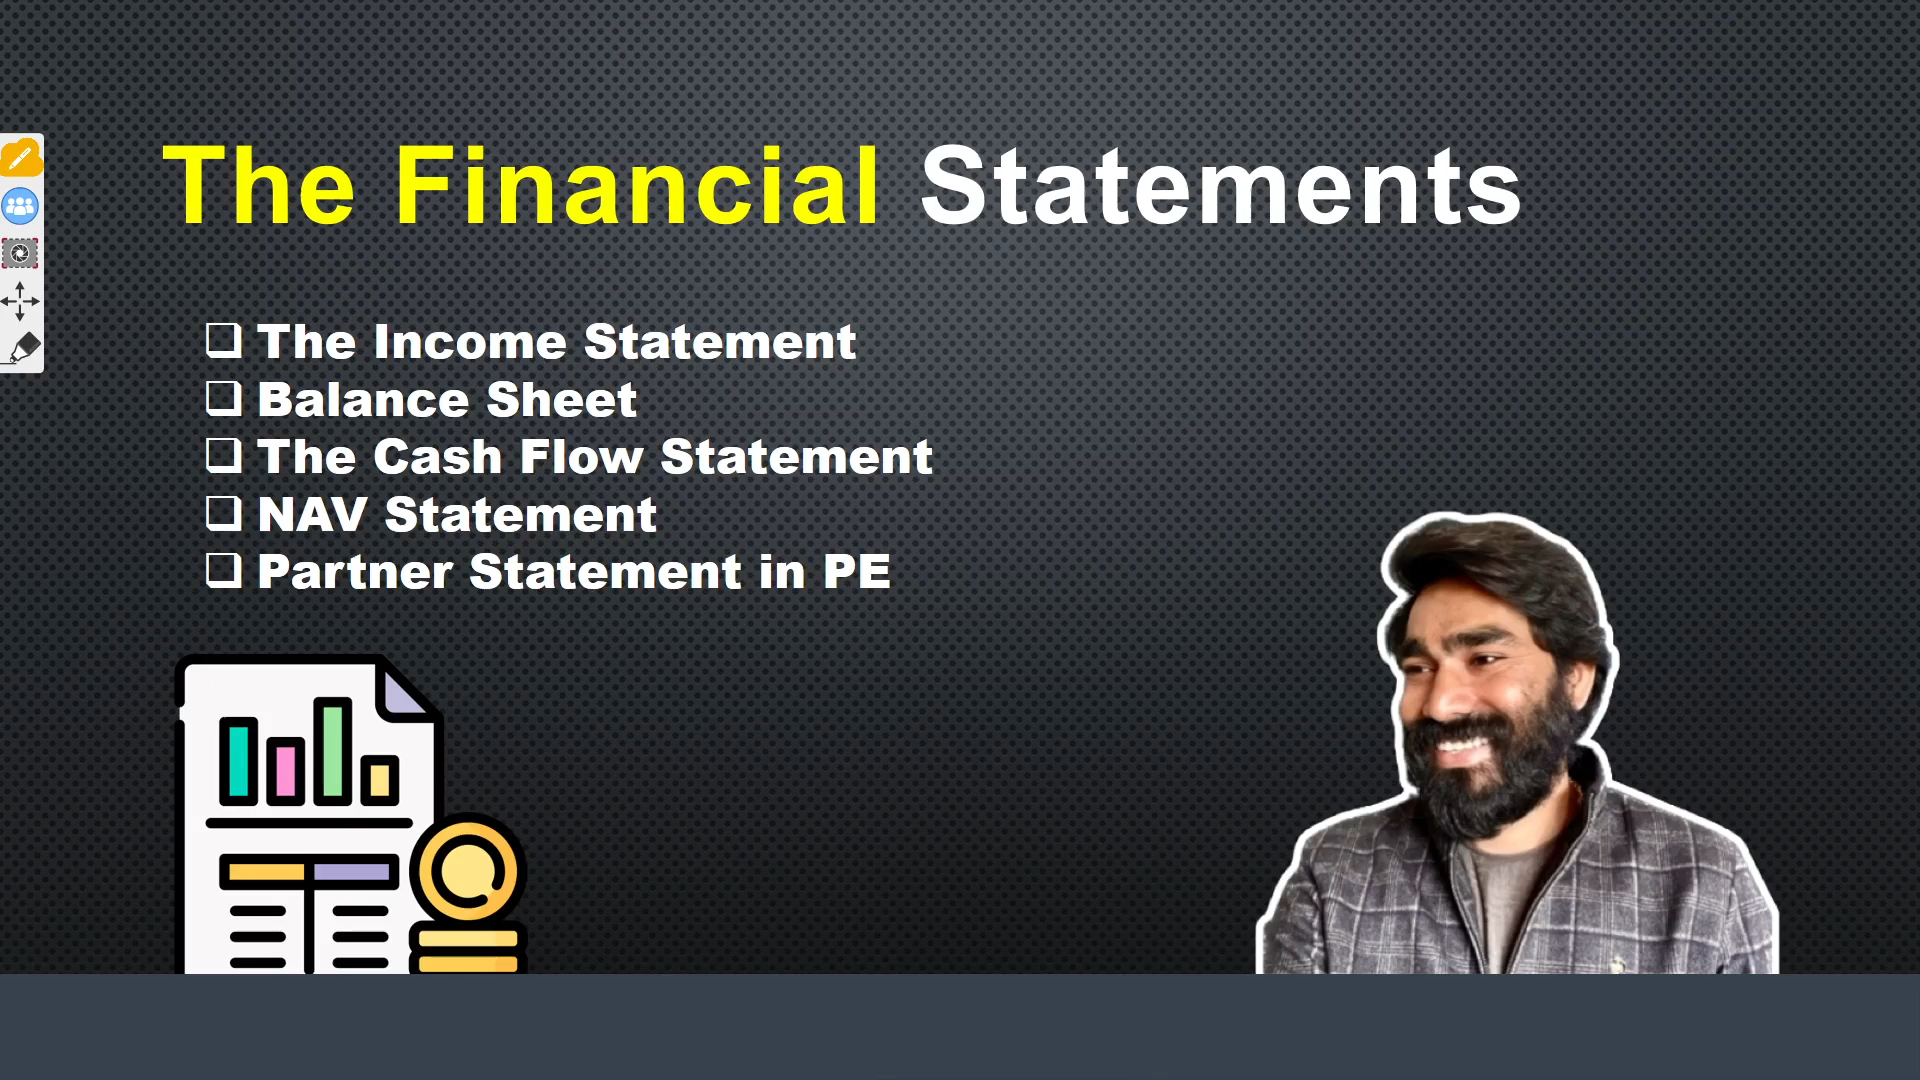 The Financial Statements
The Income Statement
Balance Sheet
The Cash Flow Statement
NAV Statement
Partner Statement in PE